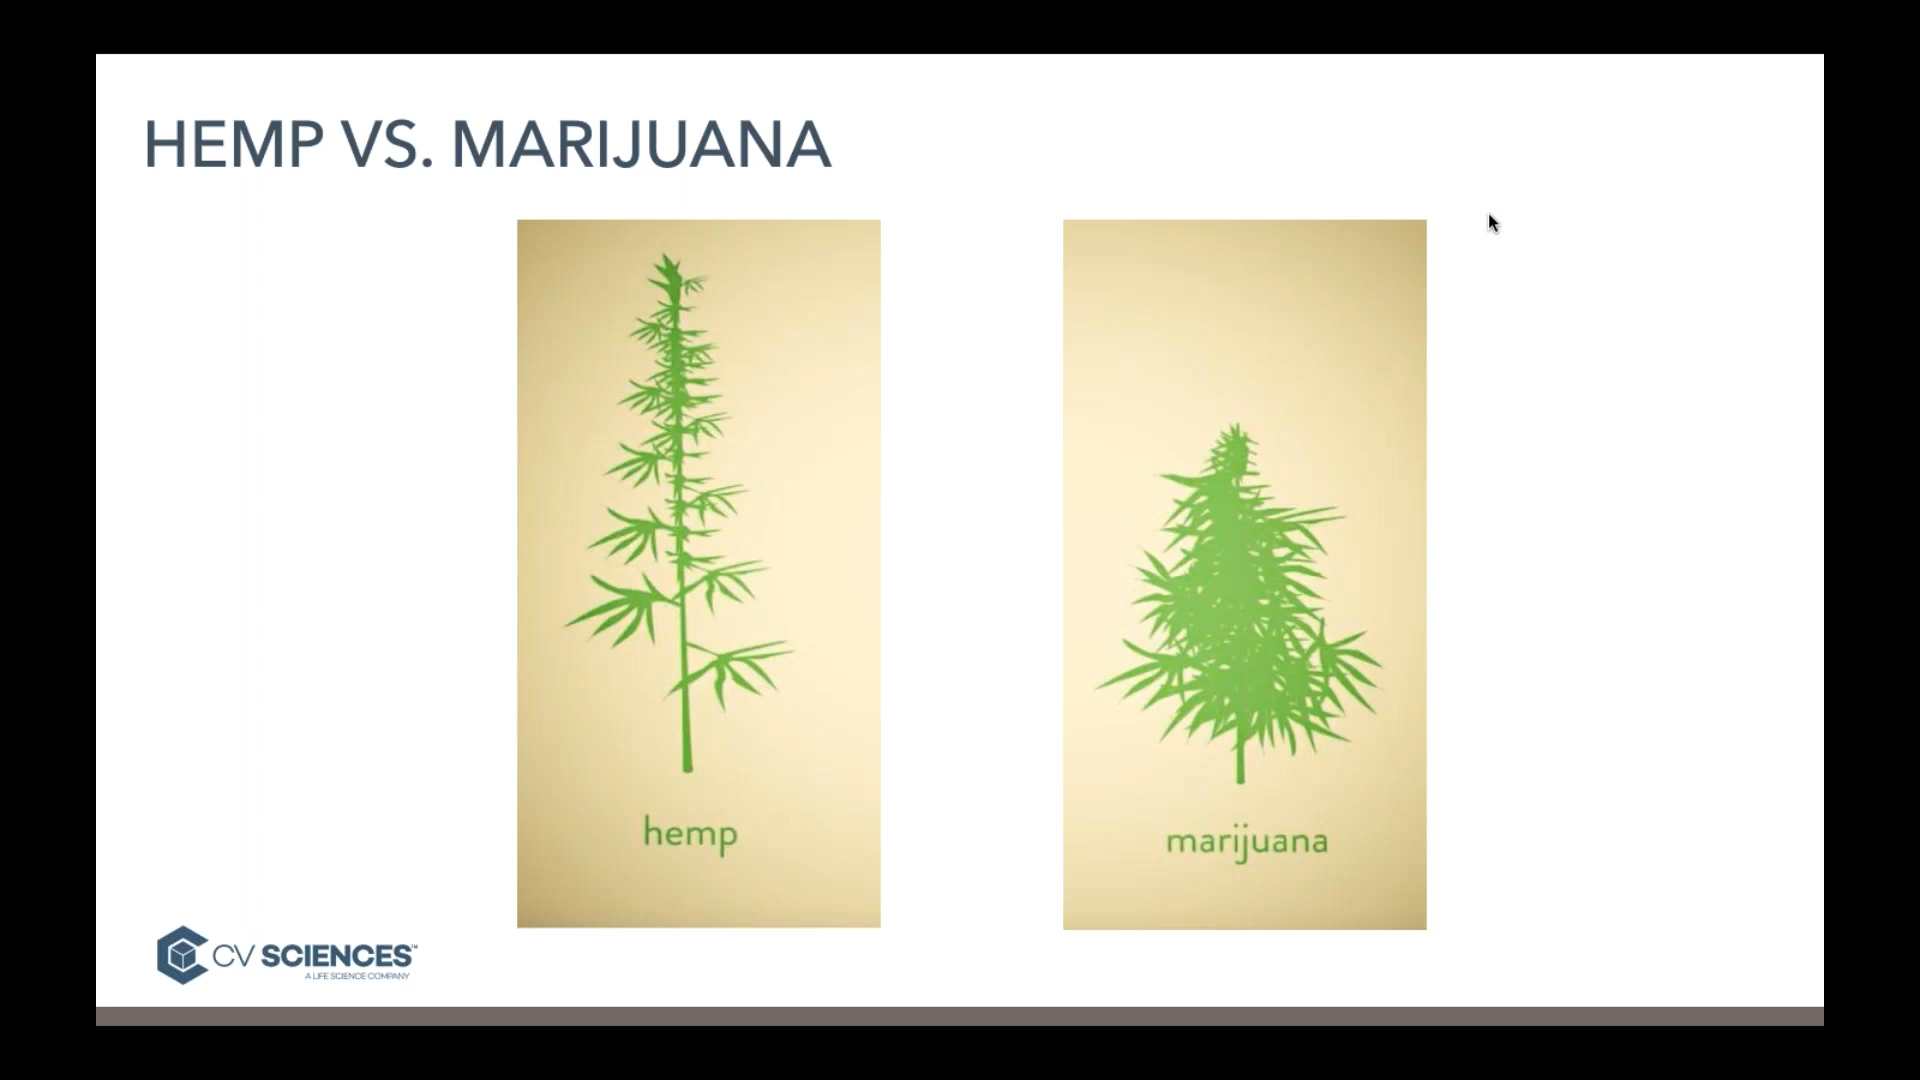 HEMP VS. MARIJUANA
hemp
marijuana
CV SCIENCES™
A LIFE SCIENCE COMPANY